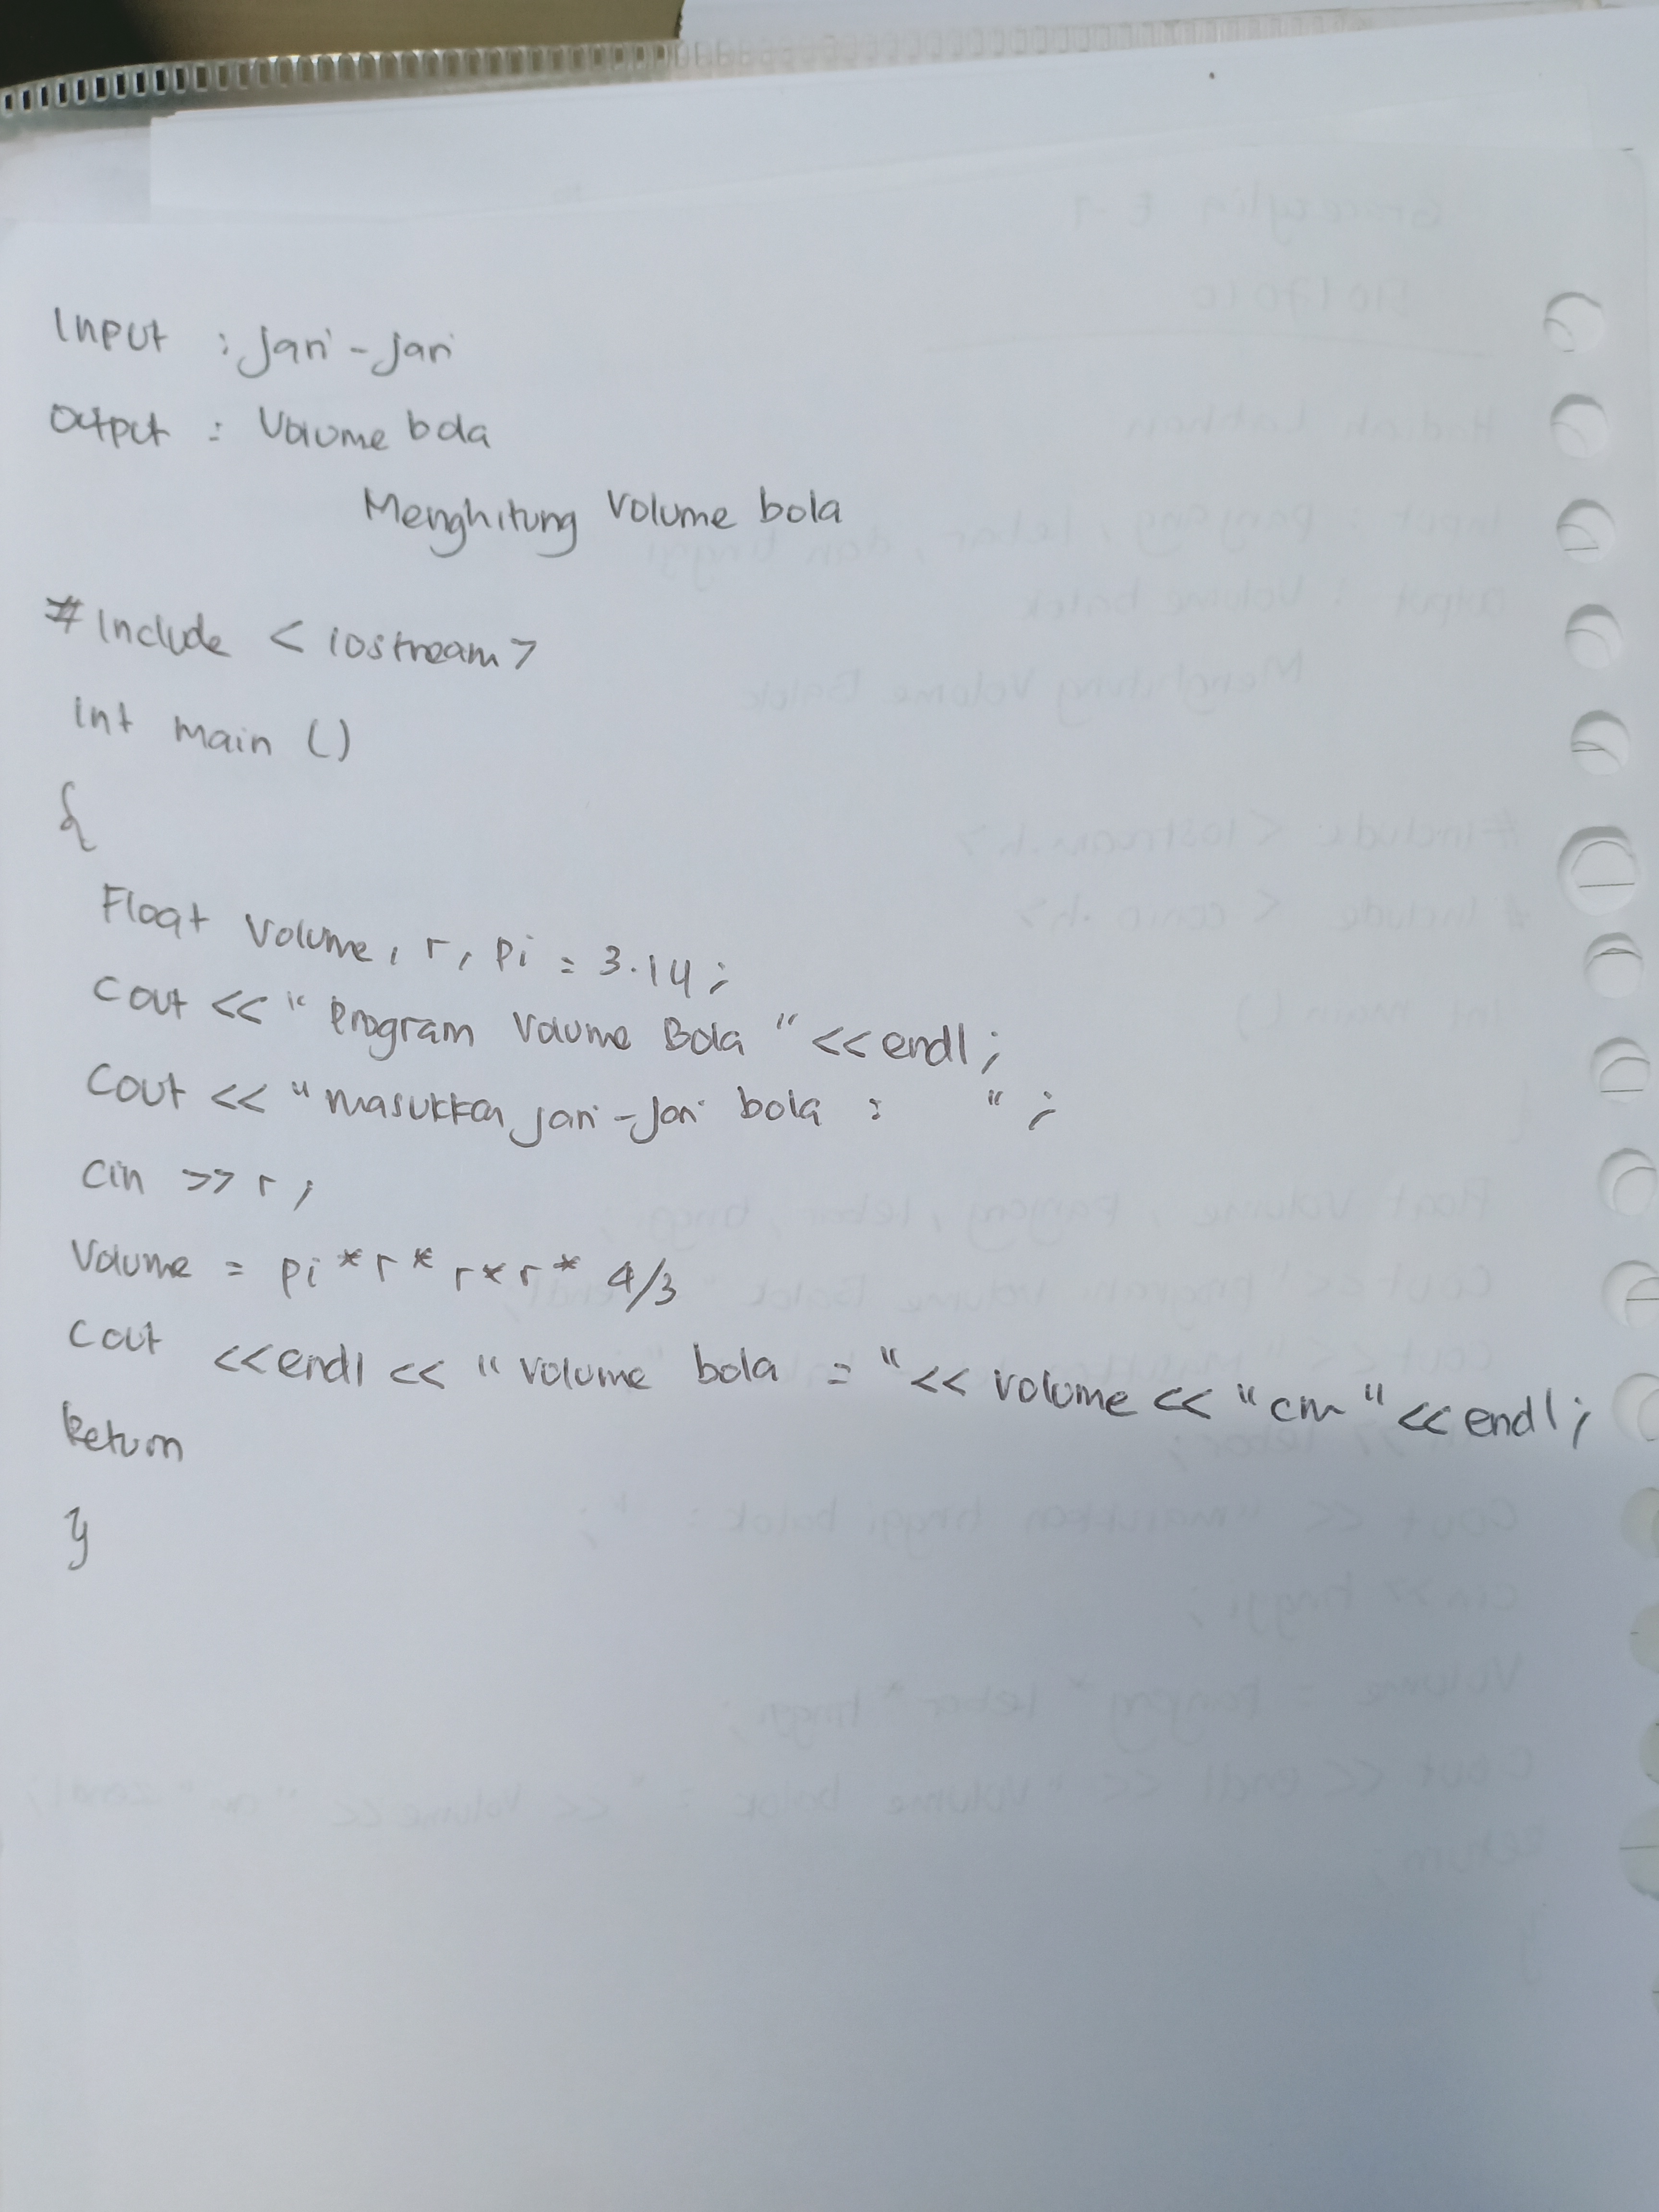 Input : jari - jari
Output : Volume bola
Menghitung Volume bola
# Include < iostream >
int main ()
{
Float Volume, r, pi = 3.14 ;
Cout << " Program Volume Bola " << endl ;
Cout << " masukkan jari - jari bola : " ;
Cin >> r ;
Volume = pi * r * r * r * 4/3
Cout << endl << " Volume bola = " << volume << " cm " << endl ;
Return
}